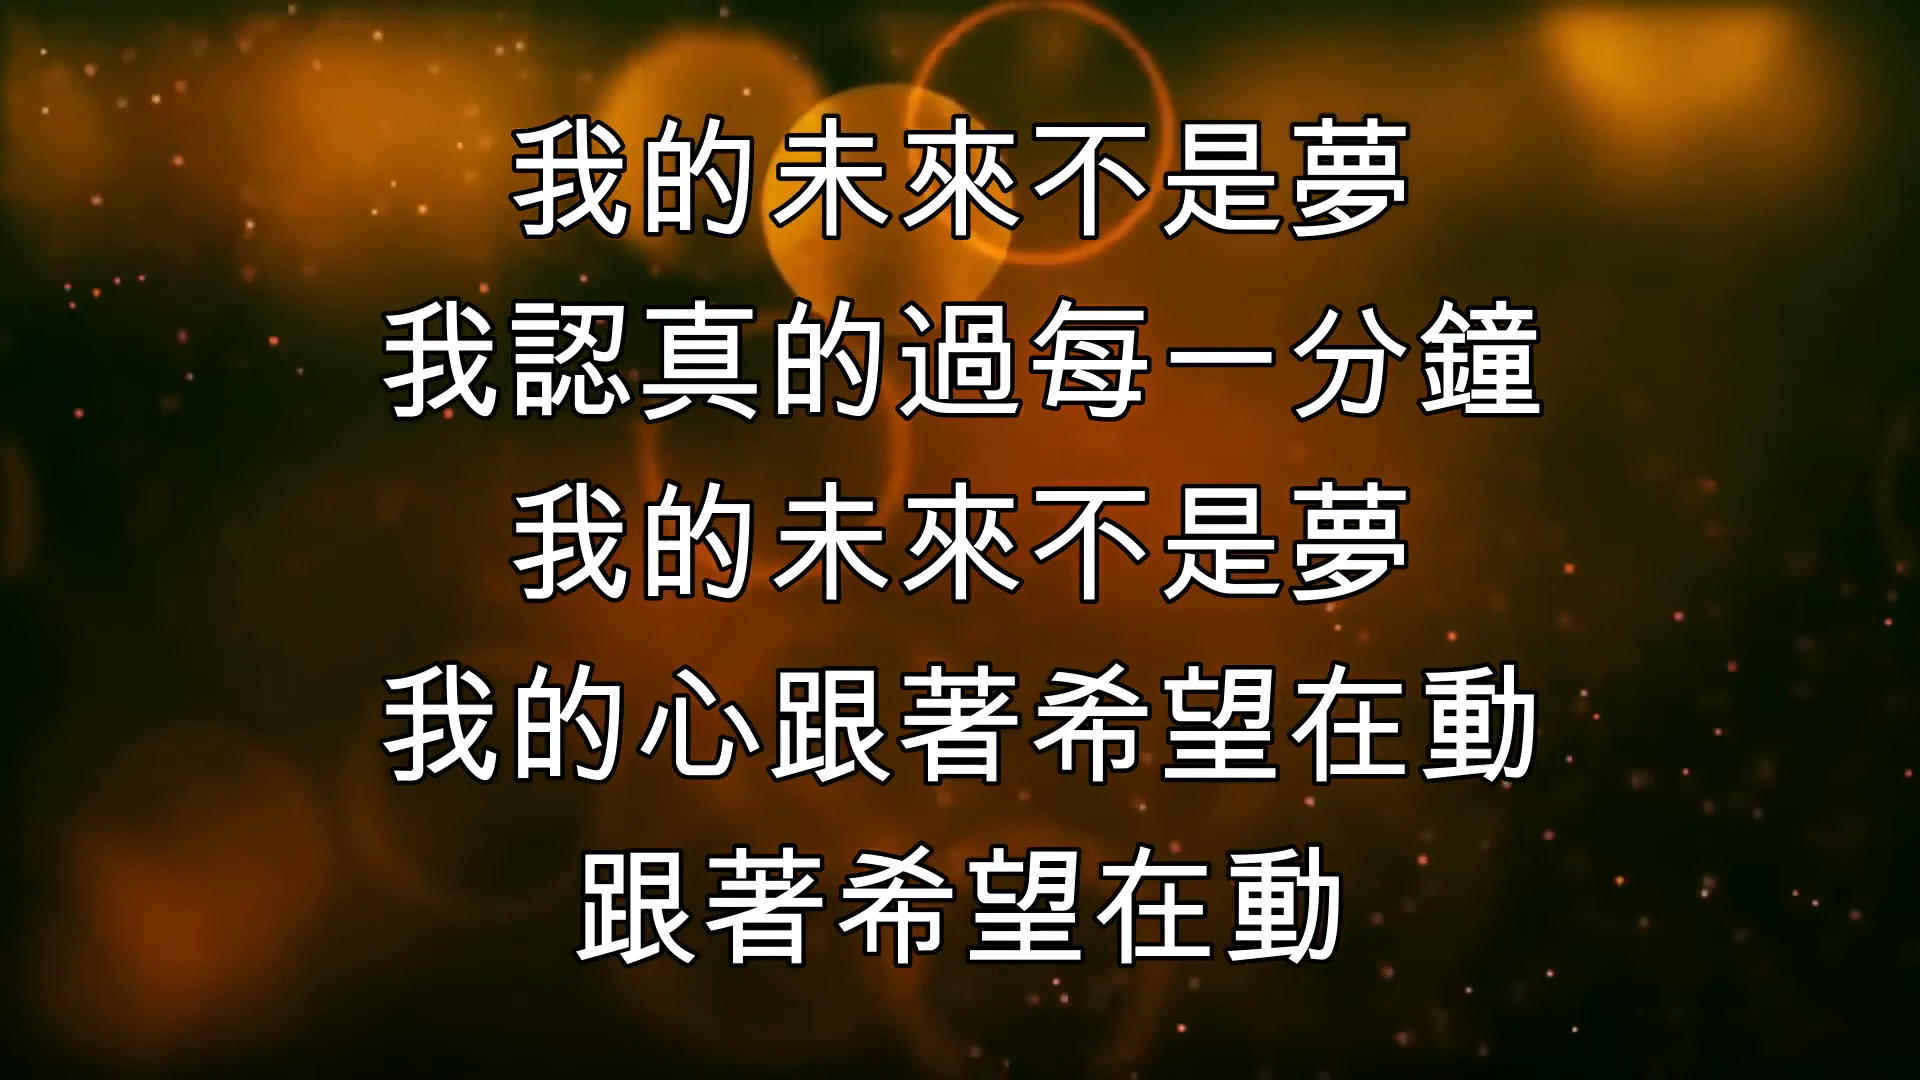 我的未來不是夢
我認真的過每一分鐘
我的未來不是夢
我的心跟著希望在動
跟著希望在動